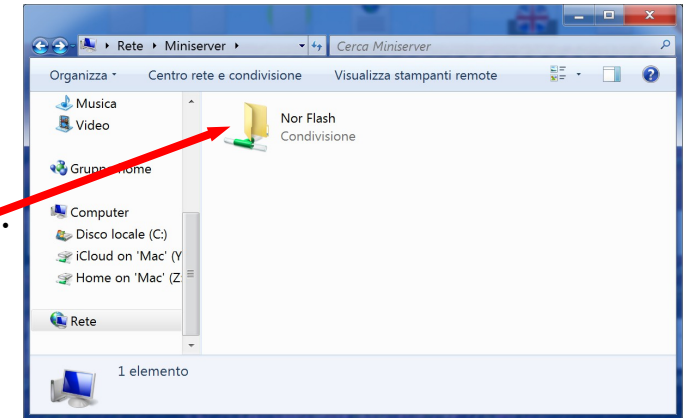 Rete ▸ Miniserver ▸
Cerca Miniserver
Organizza
Centro rete e condivisione
Visualizza stampanti remote
Musica
Video
Computer
Disco locale (C:)
iCloud on 'Mac' (Y
Home on 'Mac' (Z:
Rete
Nor Flash
Condivisione
1 elemento